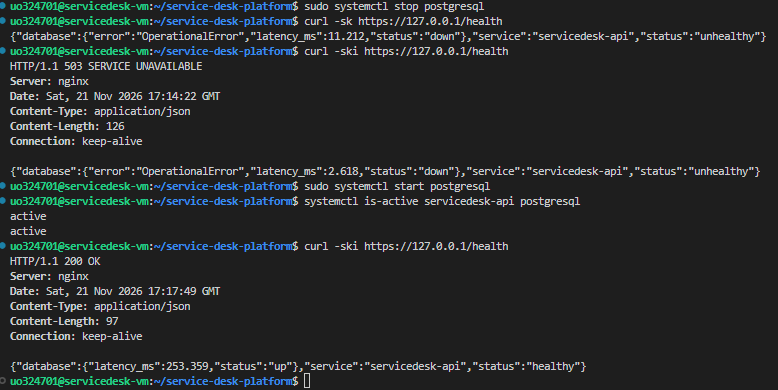 uo324701@servicedesk-vm:~/service-desk-platform$ sudo systemctl stop postgresql
uo324701@servicedesk-vm:~/service-desk-platform$ curl -sk https://127.0.0.1/health
{"database":{"error":"OperationalError","latency_ms":11.212,"status":"down"},"service":"servicedesk-api","status":"unhealthy"}
uo324701@servicedesk-vm:~/service-desk-platform$ curl -ski https://127.0.0.1/health
HTTP/1.1 503 SERVICE UNAVAILABLE
Server: nginx
Date: Sat, 21 Nov 2026 17:14:22 GMT
Content-Type: application/json
Content-Length: 126
Connection: keep-alive

{"database":{"error":"OperationalError","latency_ms":2.618,"status":"down"},"service":"servicedesk-api","status":"unhealthy"}
uo324701@servicedesk-vm:~/service-desk-platform$ sudo systemctl start postgresql
uo324701@servicedesk-vm:~/service-desk-platform$ systemctl is-active servicedesk-api postgresql
active
active
uo324701@servicedesk-vm:~/service-desk-platform$ curl -ski https://127.0.0.1/health
HTTP/1.1 200 OK
Server: nginx
Date: Sat, 21 Nov 2026 17:17:49 GMT
Content-Type: application/json
Content-Length: 97
Connection: keep-alive

{"database":{"latency_ms":253.359,"status":"up"},"service":"servicedesk-api","status":"healthy"}
uo324701@servicedesk-vm:~/service-desk-platform$